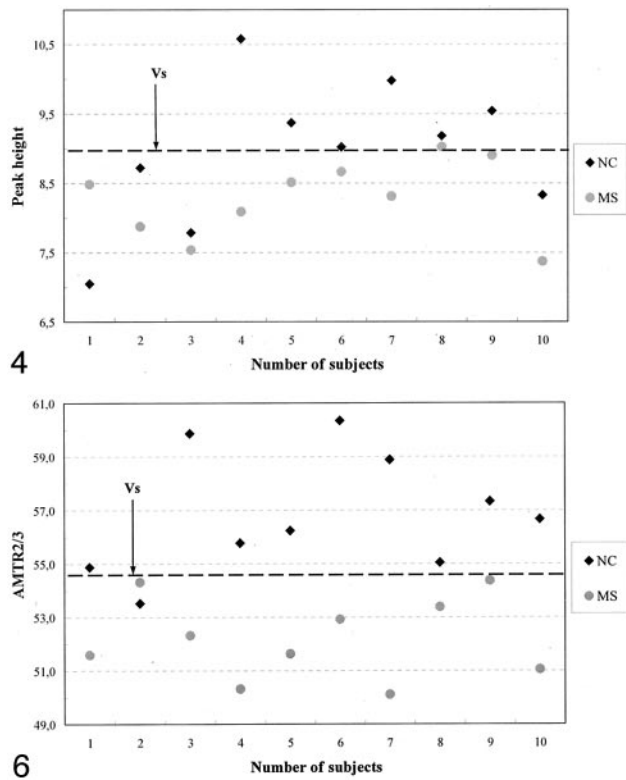 10,5
Vs
9,5
Peak height
NC
8,5
MS
7,5
6,5
1 2 3 4 5 6 7 8 9 10
4
Number of subjects
61,0
59,0
Vs
57,0
AMTR2/3
NC
55,0
MS
53,0
51,0
49,0
1 2 3 4 5 6 7 8 9 10
6
Number of subjects